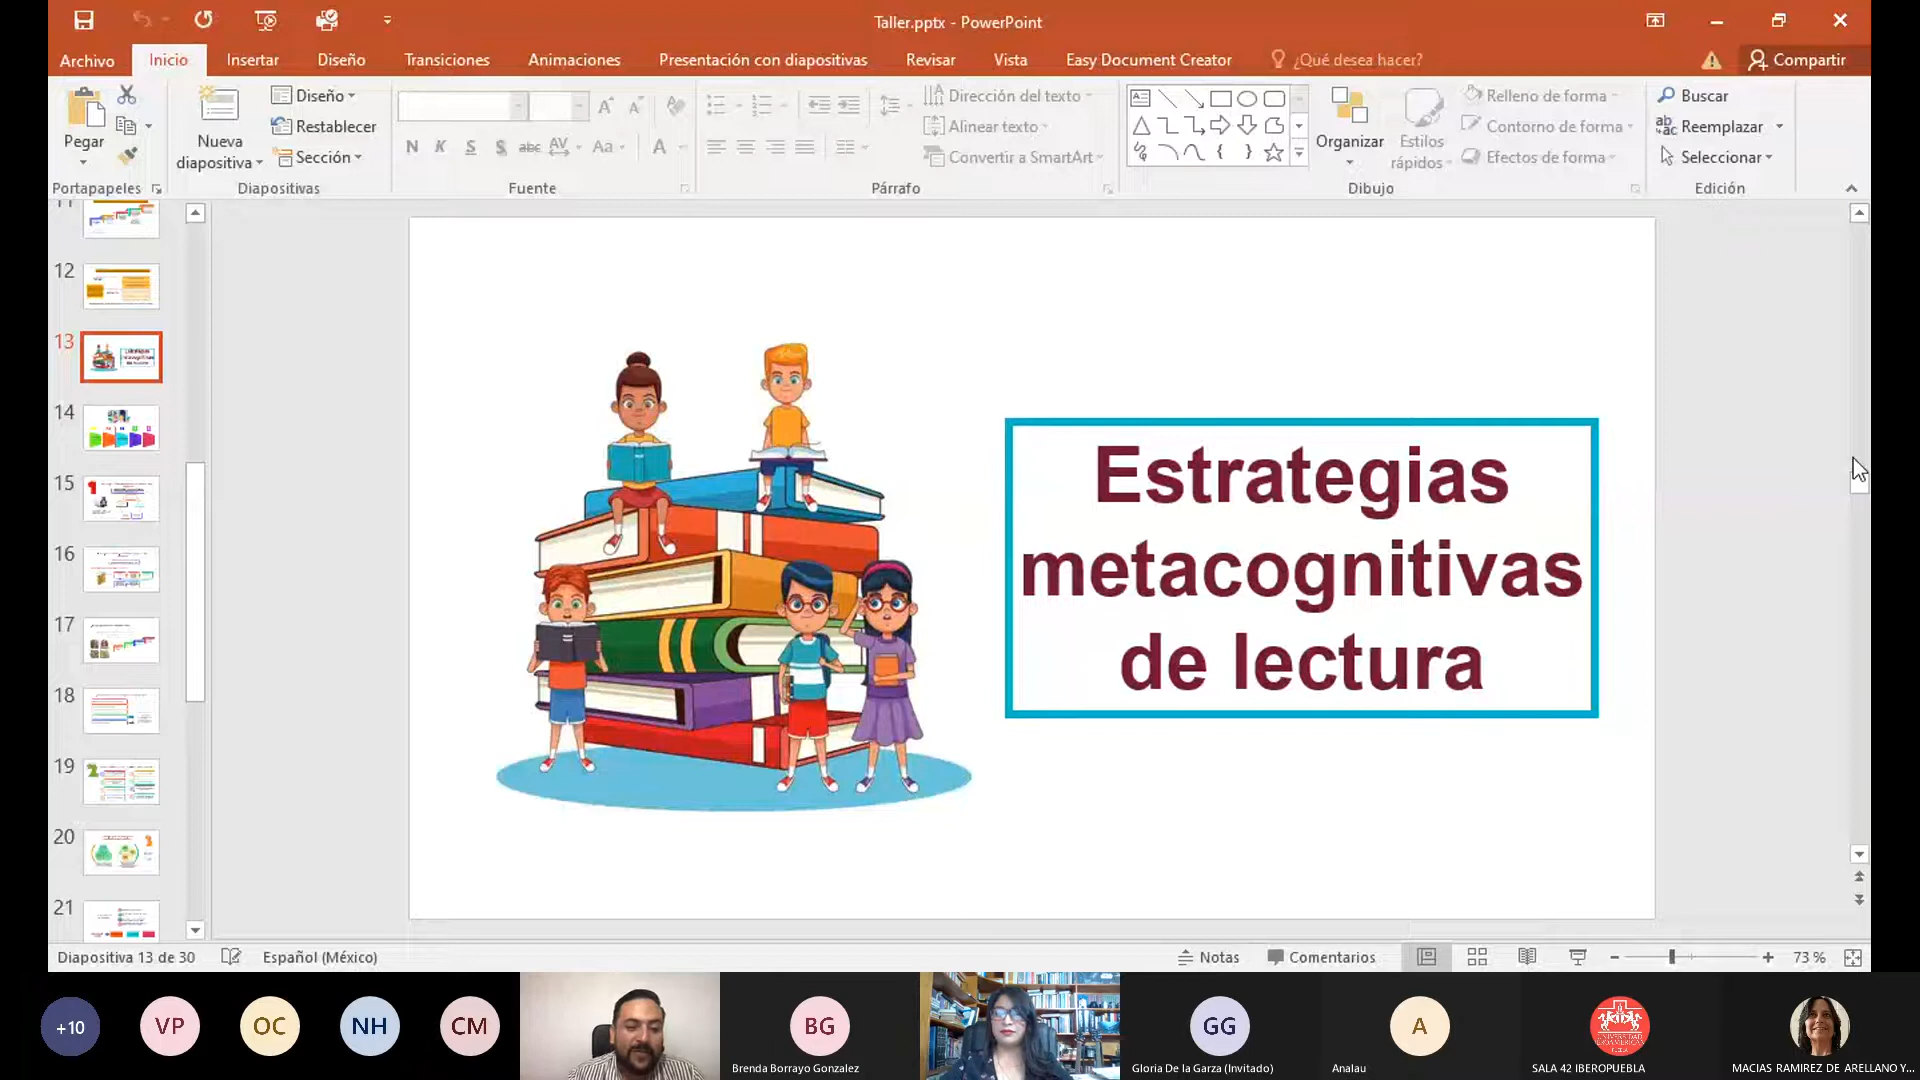 Taller.pptx - PowerPoint
Archivo Inicio Insertar Diseño Transiciones Animaciones Presentación con diapositivas Revisar Vista Easy Document Creator ¿Qué desea hacer? Compartir
Pegar
Portapapeles
Nueva diapositiva
Diseño
Restablecer
Sección
Diapositivas
N K S S abc AV Aa A
Fuente
Dirección del texto
Alinear texto
Convertir a SmartArt
Párrafo
Organizar
Estilos rápidos
Relleno de forma
Contorno de forma
Efectos de forma
Dibujo
Buscar
Reemplazar
Seleccionar
Edición
11
12
13
14
15
16
17
18
19
20
21
Estrategias
metacognitivas
de lectura
Diapositiva 13 de 30 Español (México) Notas Comentarios 73 %
+10 VP OC NH CM BG GG A
Brenda Borrayo Gonzalez Gloria De la Garza (Invitado) Analau SALA 42 IBEROPUEBLA MACIAS RAMIREZ DE ARELLANO Y...